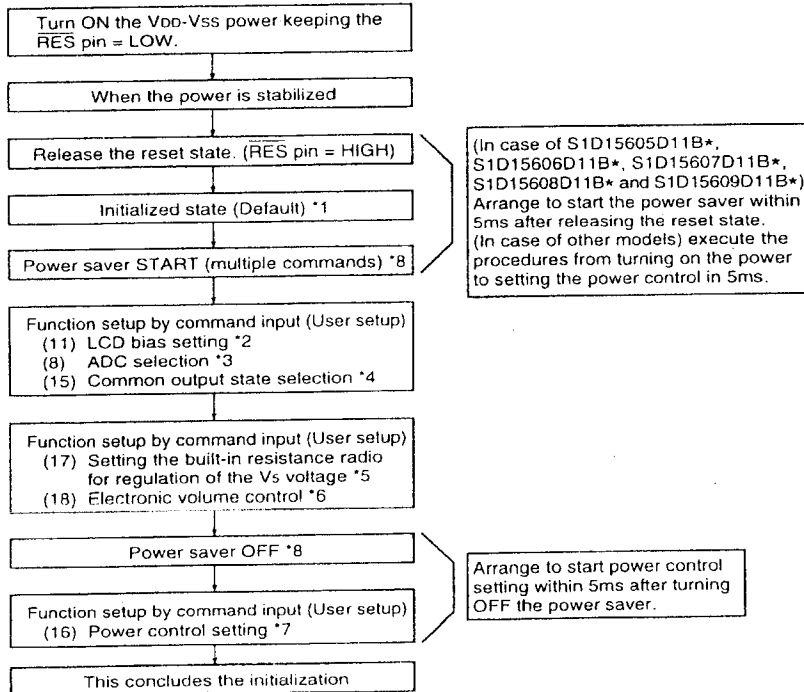 Turn ON the VDD-VSS power keeping the
RES pin = LOW.
When the power is stabilized
Release the reset state. (RES pin = HIGH)
Initialized state (Default) *1
Power saver START (multiple commands) *8
(In case of S1D15605D11B*,
S1D15606D11B*, S1D15607D11B*,
S1D15608D11B* and S1D15609D11B*)
Arrange to start the power saver within
5ms after releasing the reset state.
(In case of other models) execute the
procedures from turning on the power
to setting the power control in 5ms.
Function setup by command input (User setup)
(11) LCD bias setting *2
(8) ADC selection *3
(15) Common output state selection *4
Function setup by command input (User setup)
(17) Setting the built-in resistance radio
for regulation of the V5 voltage *5
(18) Electronic volume control *6
Power saver OFF *8
Function setup by command input (User setup)
(16) Power control setting *7
Arrange to start power control
setting within 5ms after turning
OFF the power saver.
This concludes the initialization